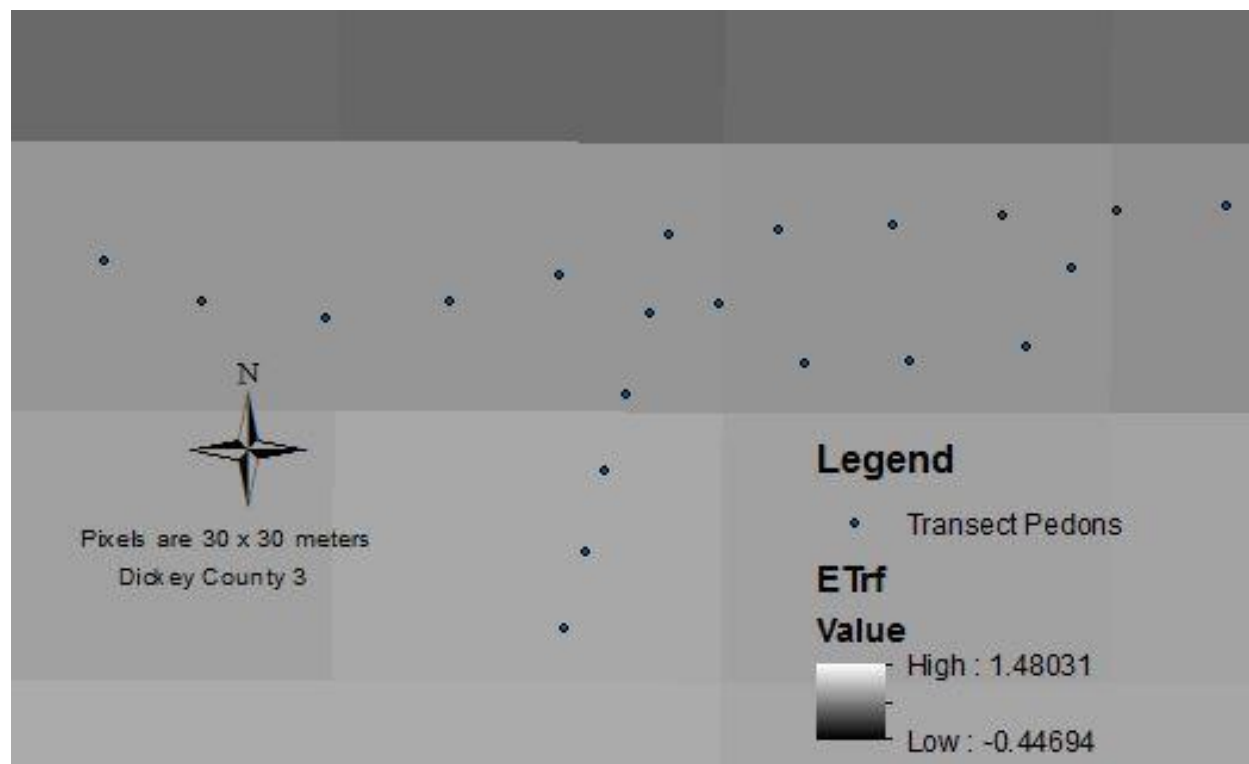 N
Pixels are 30 x 30 meters
Dickey County 3
Legend
Transect Pedons
ETrf
Value
High : 1.48031
Low : -0.44694